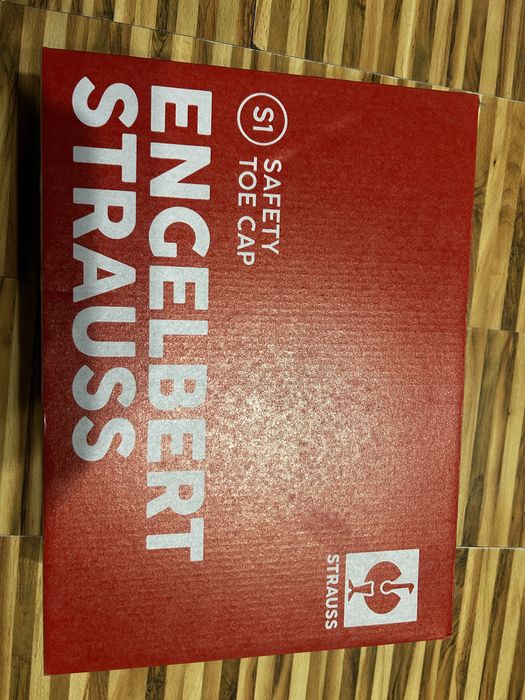 STRAUSS
S1
SAFETY
TOE CAP
ENGELBERT
STRAUSS